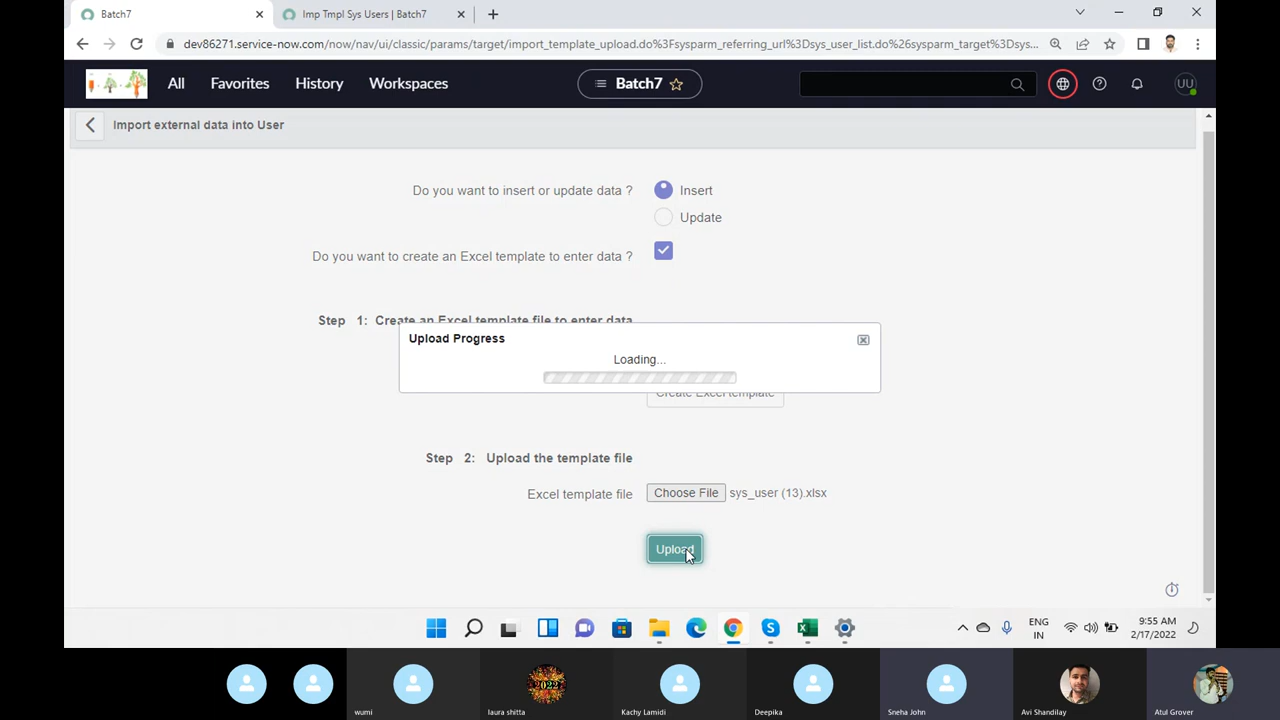 Batch7
Imp Tmpl Sys Users | Batch7
dev86271.service-now.com/now/nav/ui/classic/params/target/import_template_upload.do%3Fsysparm_referring_url%3Dsys_user_list.do%26sysparm_target%3Dsys...
All Favorites History Workspaces Batch7 UU
Import external data into User
Do you want to insert or update data ? Insert
Update
Do you want to create an Excel template to enter data ?
Step 1: Create an Excel template file to enter data
Upload Progress
Loading...
Create Excel template
Step 2: Upload the template file
Excel template file Choose File sys_user (13).xlsx
Upload
ENG
IN
9:55 AM
2/17/2022
2022
wumi laura shitta Kachy Lamidi Deepika Sneha John Avi Shandilay Atul Grover